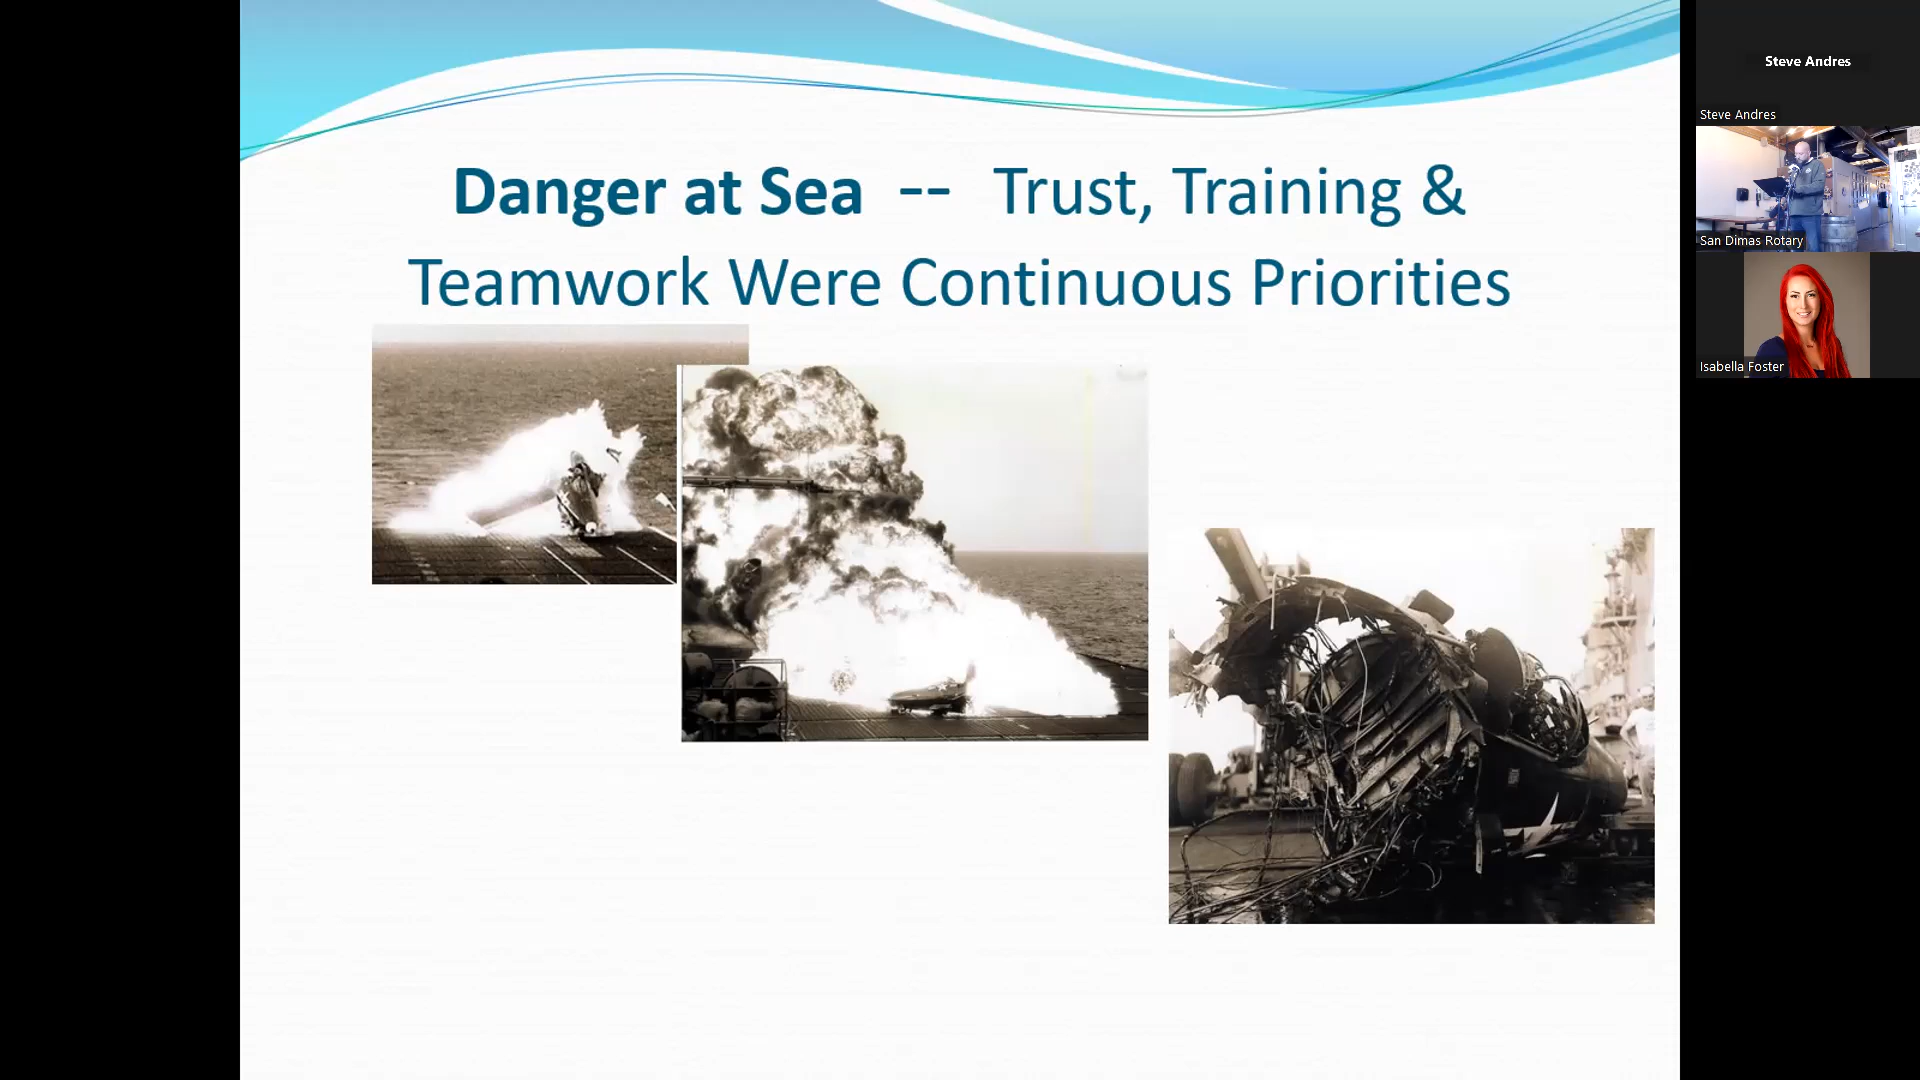 Danger at Sea -- Trust, Training &
Teamwork Were Continuous Priorities
Steve Andres
Steve Andres
San Dimas Rotary
Isabella Foster